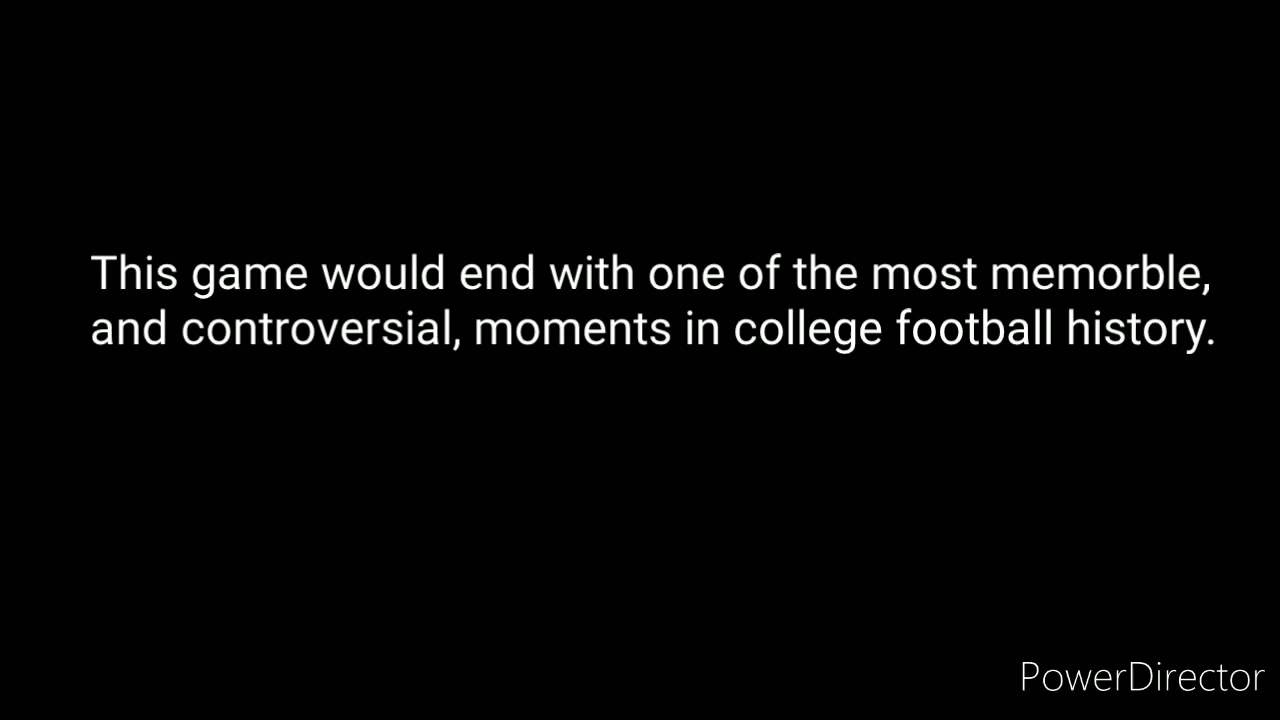 This game would end with one of the most memorble,
and controversial, moments in college football history.
PowerDirector